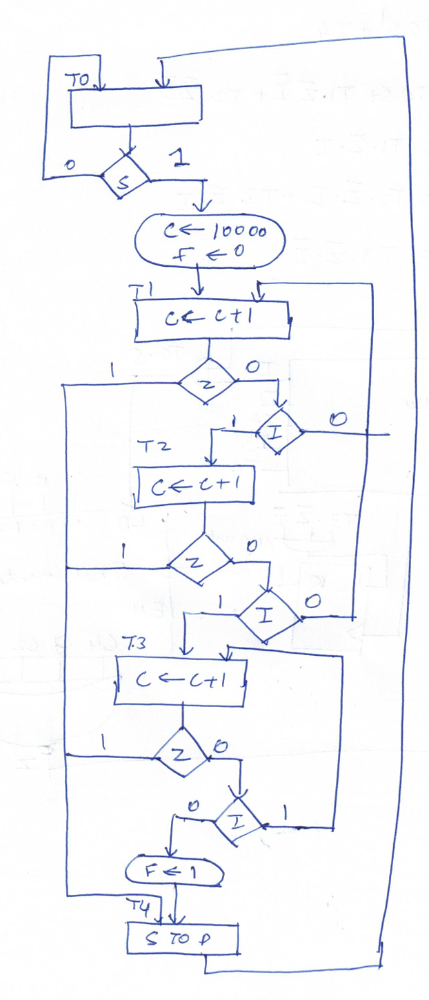 T0
0
S
1
C ← 10000
F ← 0
T1
C ← C+1
1
Z
0
1
I
0
T2
C ← C+1
1
Z
0
1
I
0
T3
C ← C+1
1
Z
0
0
I
1
F ← 1
T4
STOP